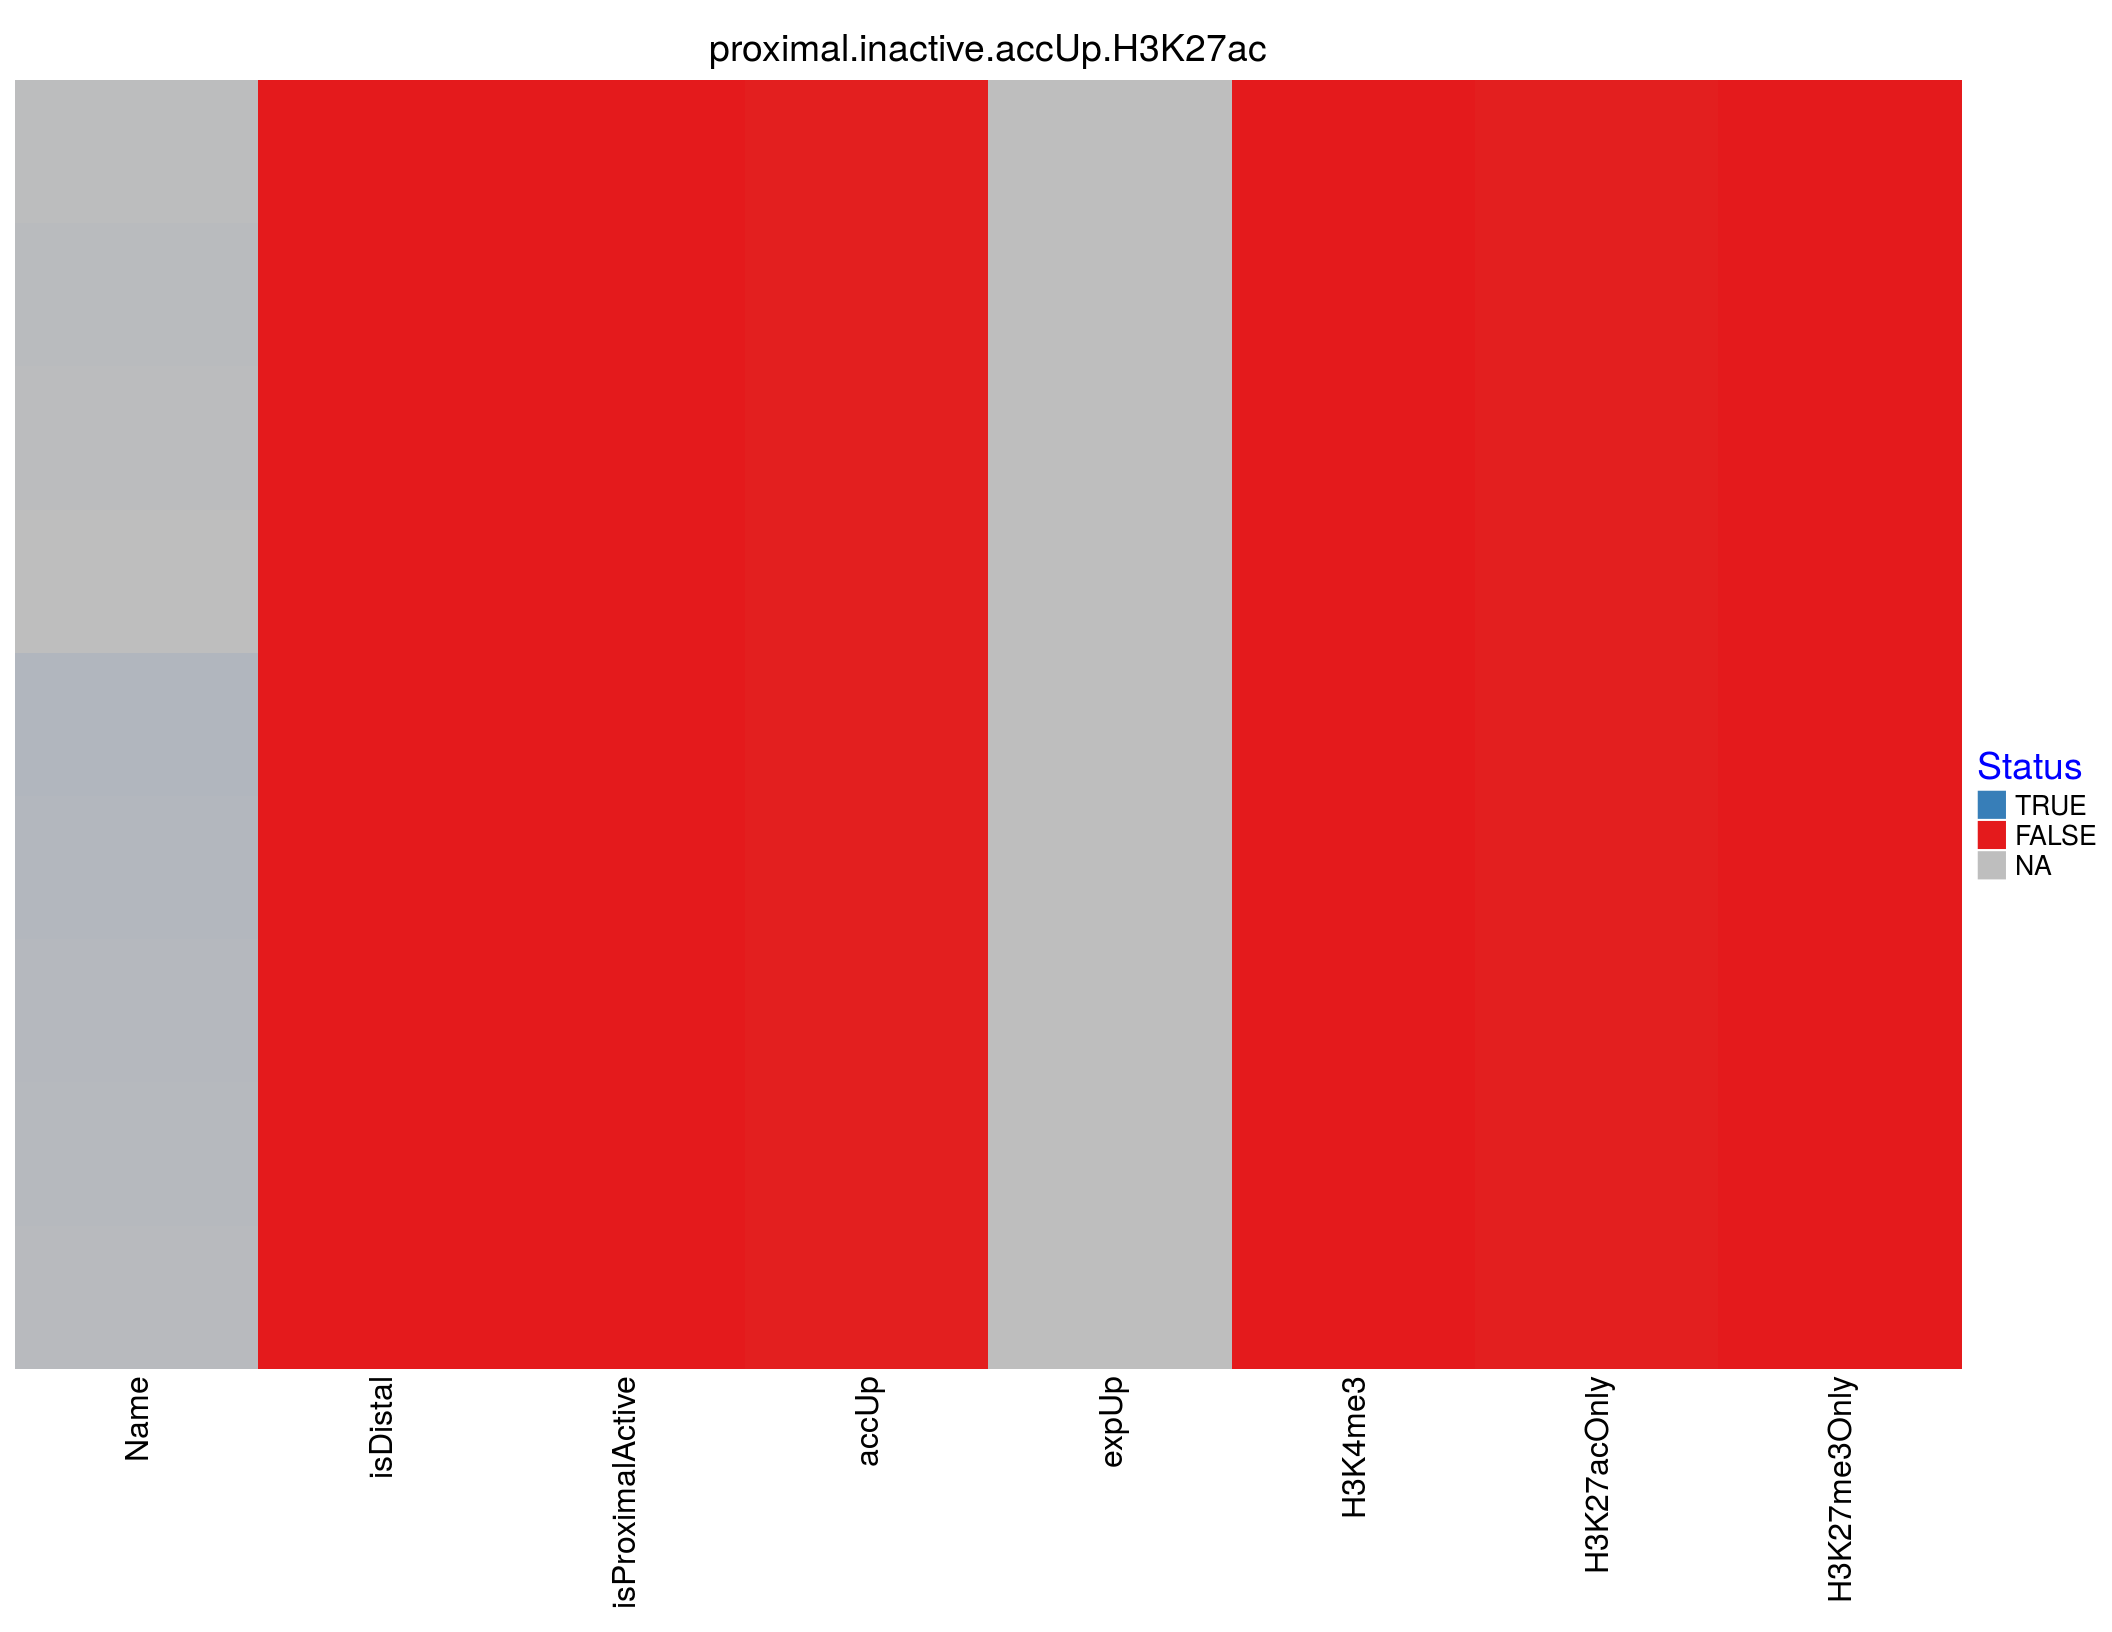 proximal.inactive.accUp.H3K27ac
Status
TRUE
FALSE
NA
Name
isDistal
isProximalActive
accUp
expUp
H3K4me3
H3K27acOnly
H3K27me3Only